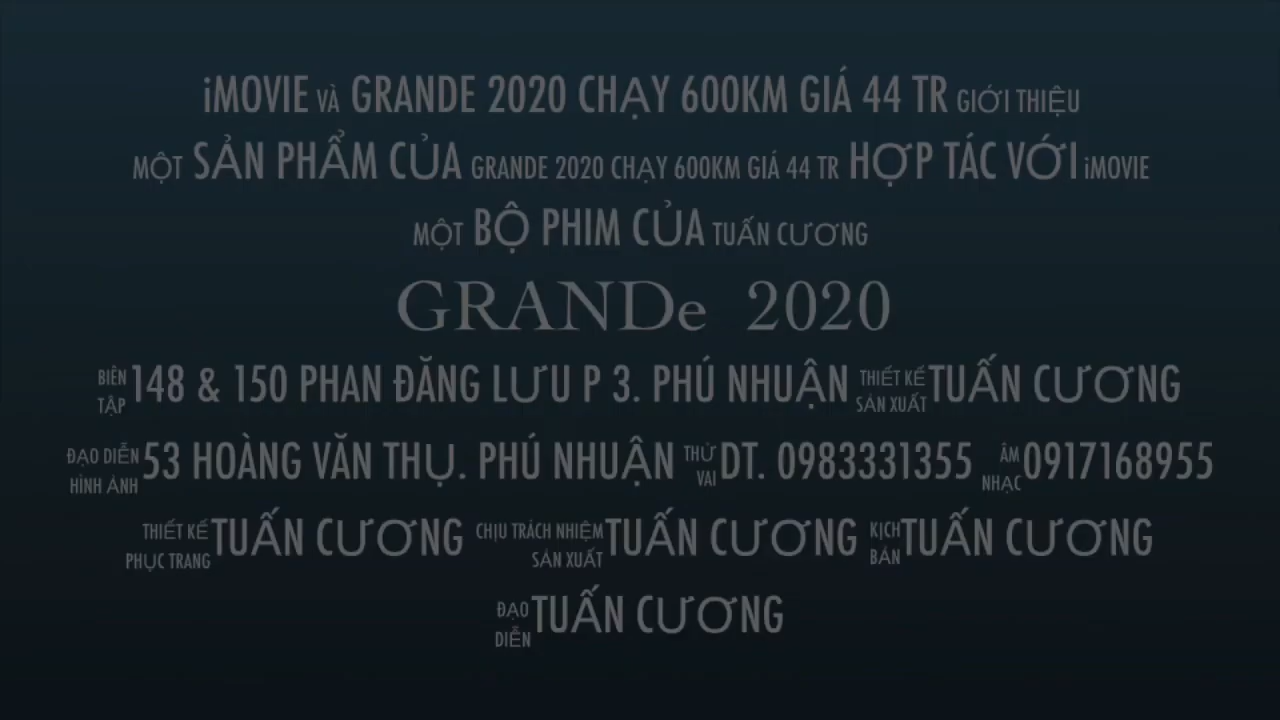 iMOVIE VÀ GRANDE 2020 CHẠY 600KM GIÁ 44 TR GIỚI THIỆU
MỘT SẢN PHẨM CỦA GRANDE 2020 CHẠY 600KM GIÁ 44 TR HỢP TÁC VỚI iMOVIE
MỘT BỘ PHIM CỦA TUẤN CƯƠNG
GRANDe 2020
BIÊN TẬP 148 & 150 PHAN ĐĂNG LƯU P 3. PHÚ NHUẬN THIẾT KẾ SẢN XUẤT TUẤN CƯƠNG
ĐẠO DIỄN HÌNH ẢNH 53 HOÀNG VĂN THỤ. PHÚ NHUẬN THỬ VAI DT. 0983331355 ÂM NHẠC 0917168955
THIẾT KẾ PHỤC TRANG TUẤN CƯƠNG CHỊU TRÁCH NHIỆM SẢN XUẤT TUẤN CƯƠNG KỊCH BẢN TUẤN CƯƠNG
ĐẠO DIỄN TUẤN CƯƠNG